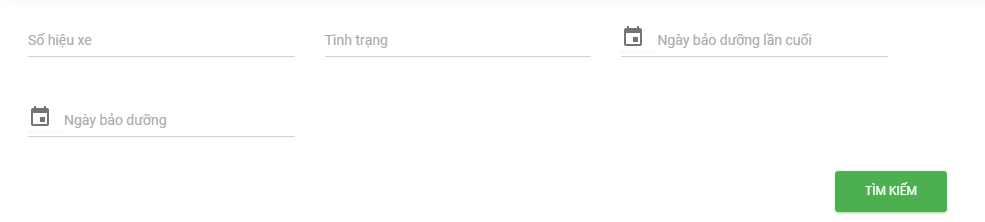 Số hiệu xe
Tình trạng
Ngày bảo dưỡng lần cuối
Ngày bảo dưỡng
TÌM KIẾM